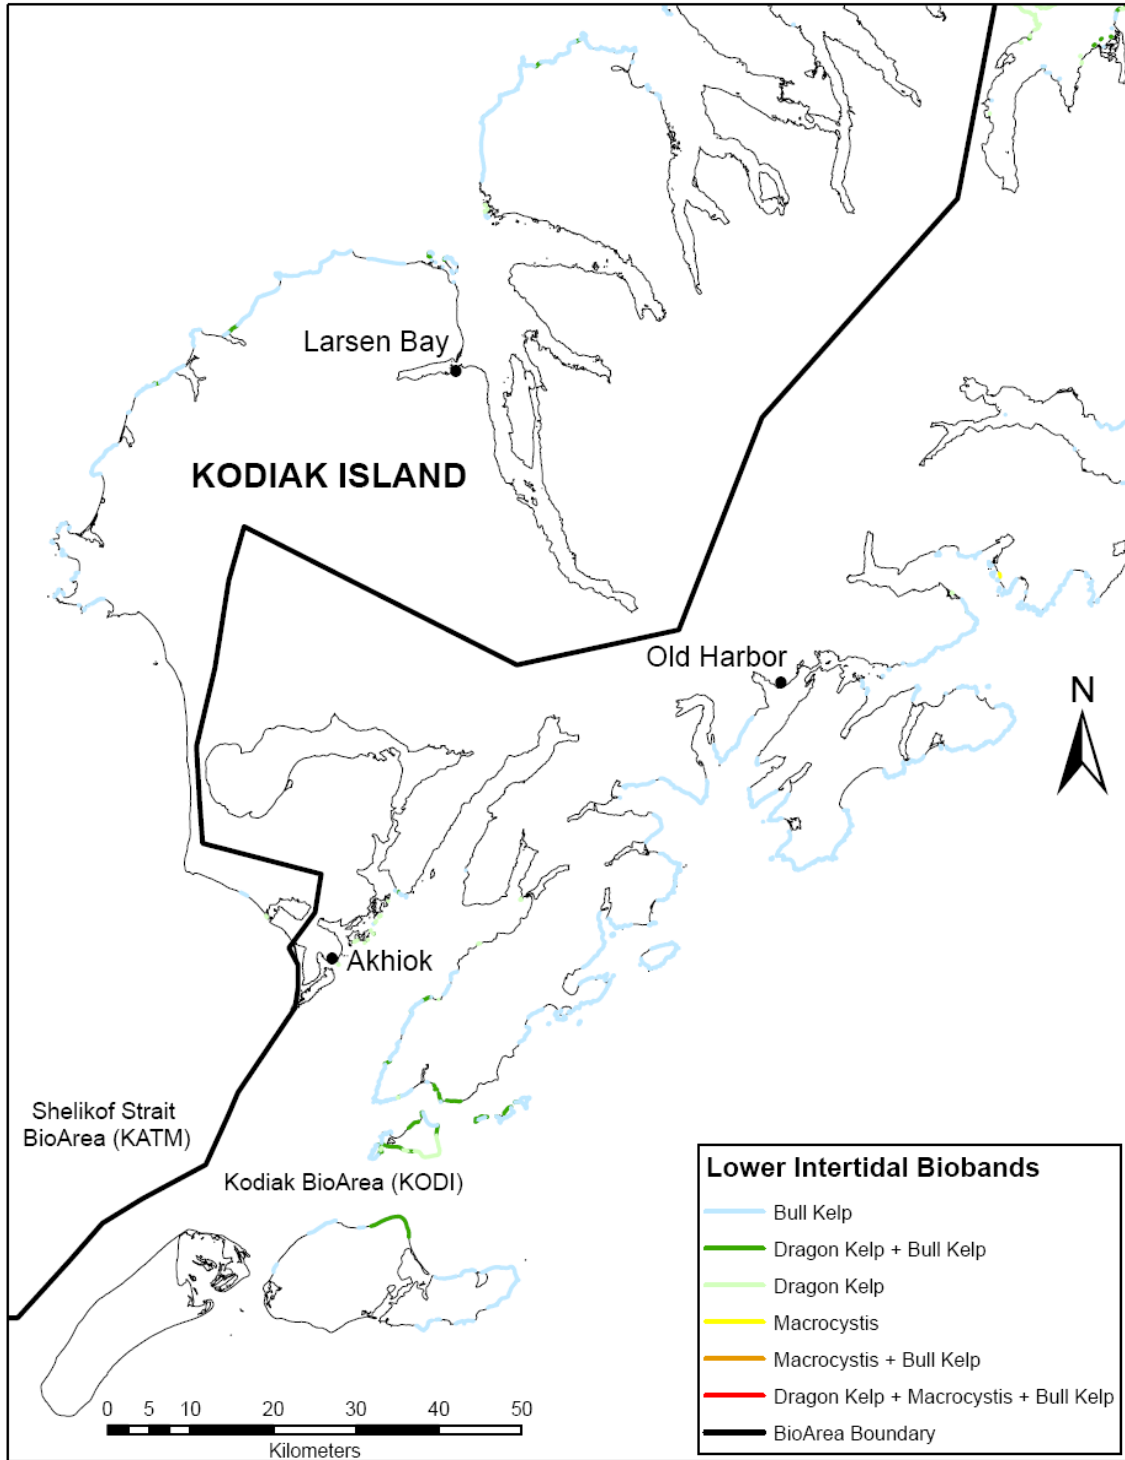 Larsen Bay
KODIAK ISLAND
Old Harbor
N
Akhiok
Shelikof Strait
BioArea (KATM)
Kodiak BioArea (KODI)
0 5 10 20 30 40 50
Kilometers
Lower Intertidal Biobands
Bull Kelp
Dragon Kelp + Bull Kelp
Dragon Kelp
Macrocystis
Macrocystis + Bull Kelp
Dragon Kelp + Macrocystis + Bull Kelp
BioArea Boundary